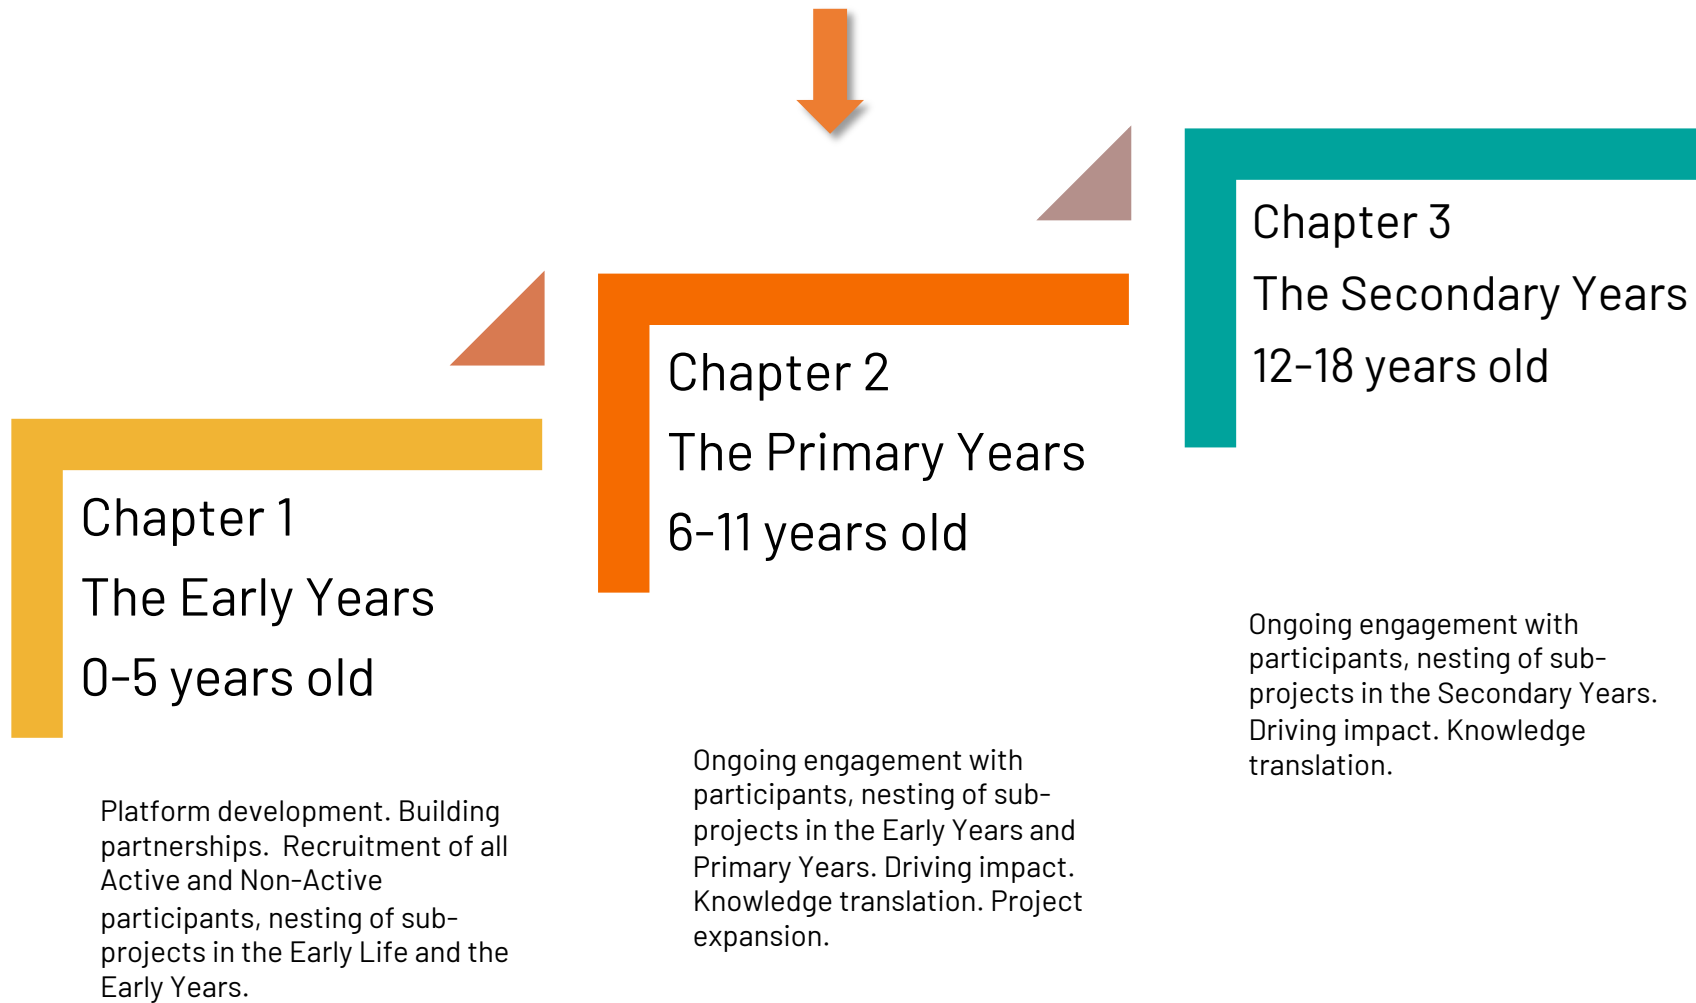 Chapter 1
The Early Years
0-5 years old
Platform development. Building
partnerships.  Recruitment of all
Active and Non-Active
participants, nesting of sub-
projects in the Early Life and the
Early Years.
Chapter 2
The Primary Years
6-11 years old
Ongoing engagement with
participants, nesting of sub-
projects in the Early Years and
Primary Years. Driving impact.
Knowledge translation. Project
expansion.
Chapter 3
The Secondary Years
12-18 years old
Ongoing engagement with
participants, nesting of sub-
projects in the Secondary Years.
Driving impact. Knowledge
translation.